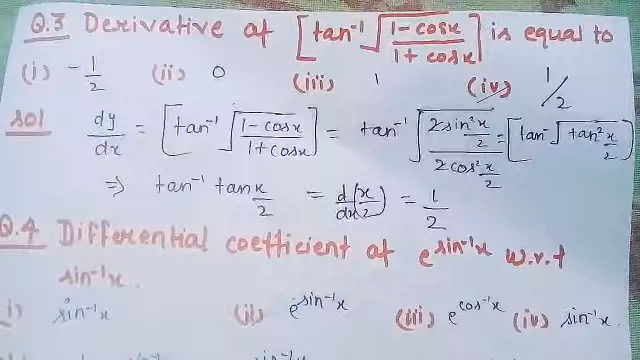 Q.3 Derivative of [tan⁻¹ √((1-cosx)/(1+cosx))] is equal to
(i) -1/2 (ii) 0 (iii) 1 (iv) 1/2
sol dy/dx = [tan⁻¹ √((1-cosx)/(1+cosx))] = tan⁻¹ √((2sin² x/2)/(2cos² x/2)) = [tan⁻ √(tan² x/2)]
⇒ tan⁻¹ tan x/2 = d/dx (x/2) = 1/2
Q.4 Differential coefficient of e^(sin⁻¹x) w.r.t
sin⁻¹x.
i) sin⁻¹x (ii) e^(sin⁻¹x) (iii) e^(cos⁻¹x) (iv) sin⁻¹x.